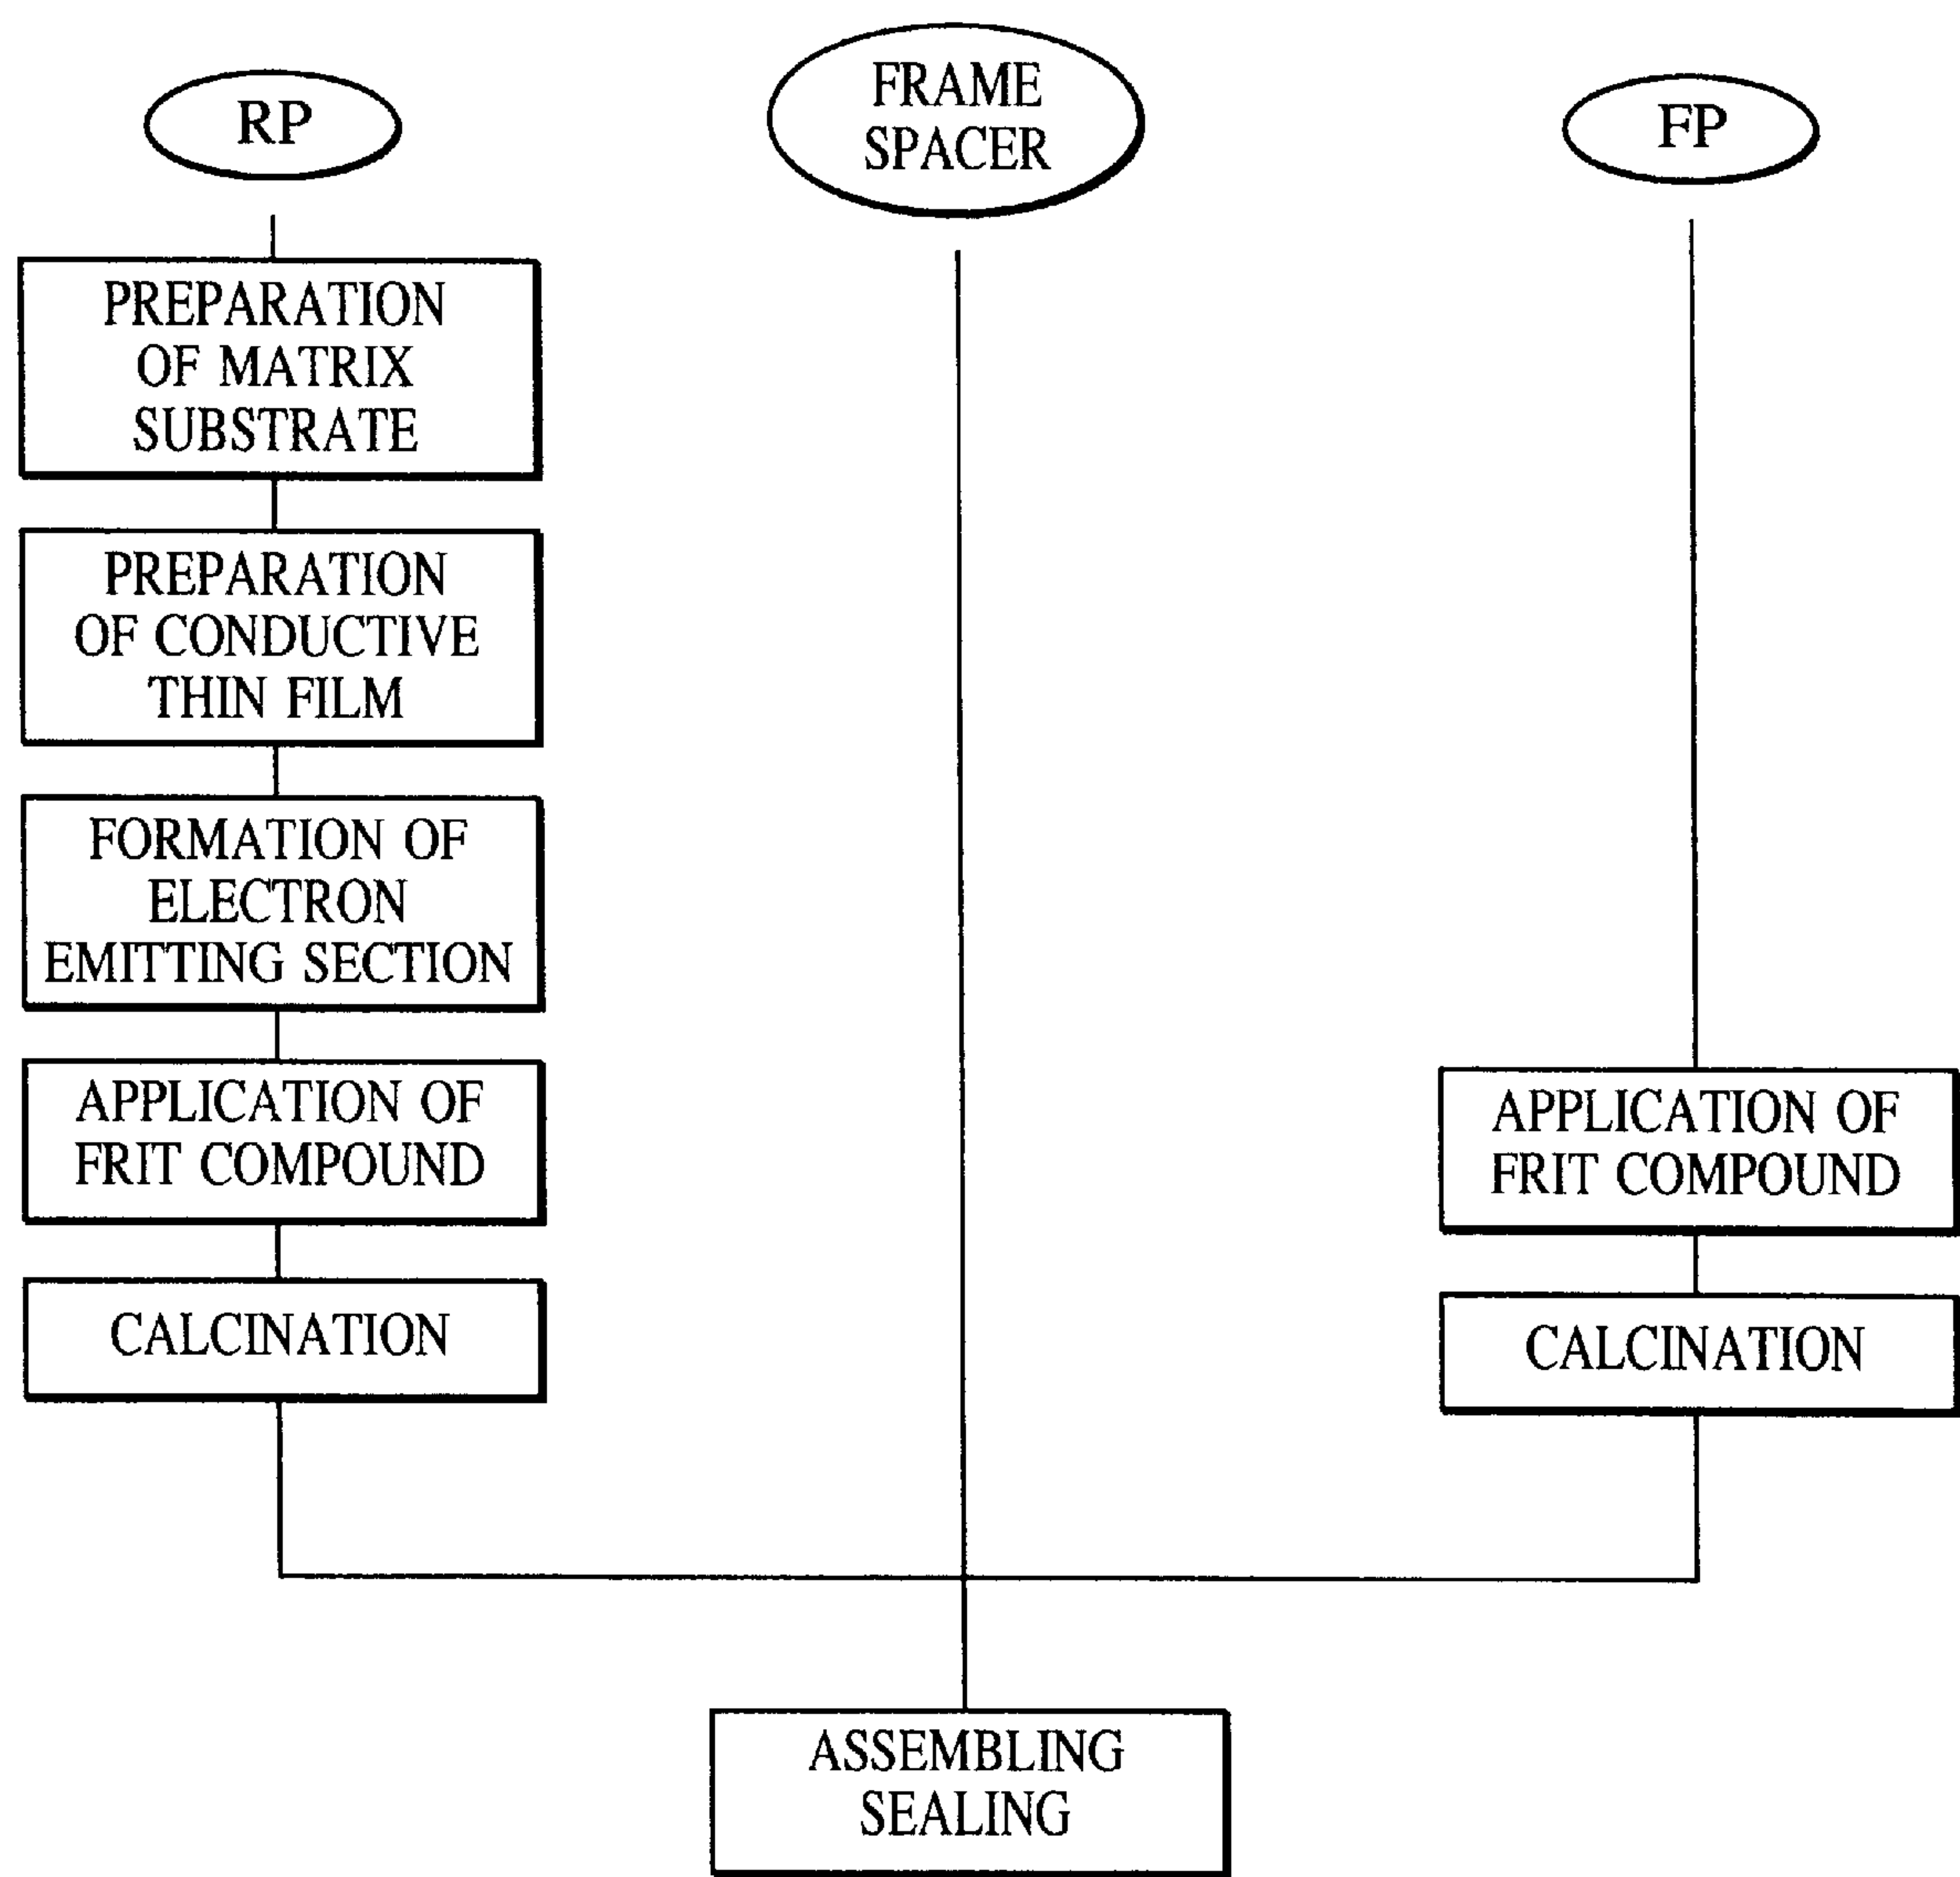 RP
FRAME
SPACER
FP
PREPARATION
OF MATRIX
SUBSTRATE
PREPARATION
OF CONDUCTIVE
THIN FILM
FORMATION OF
ELECTRON
EMITTING SECTION
APPLICATION OF
FRIT COMPOUND
CALCINATION
APPLICATION OF
FRIT COMPOUND
CALCINATION
ASSEMBLING
SEALING